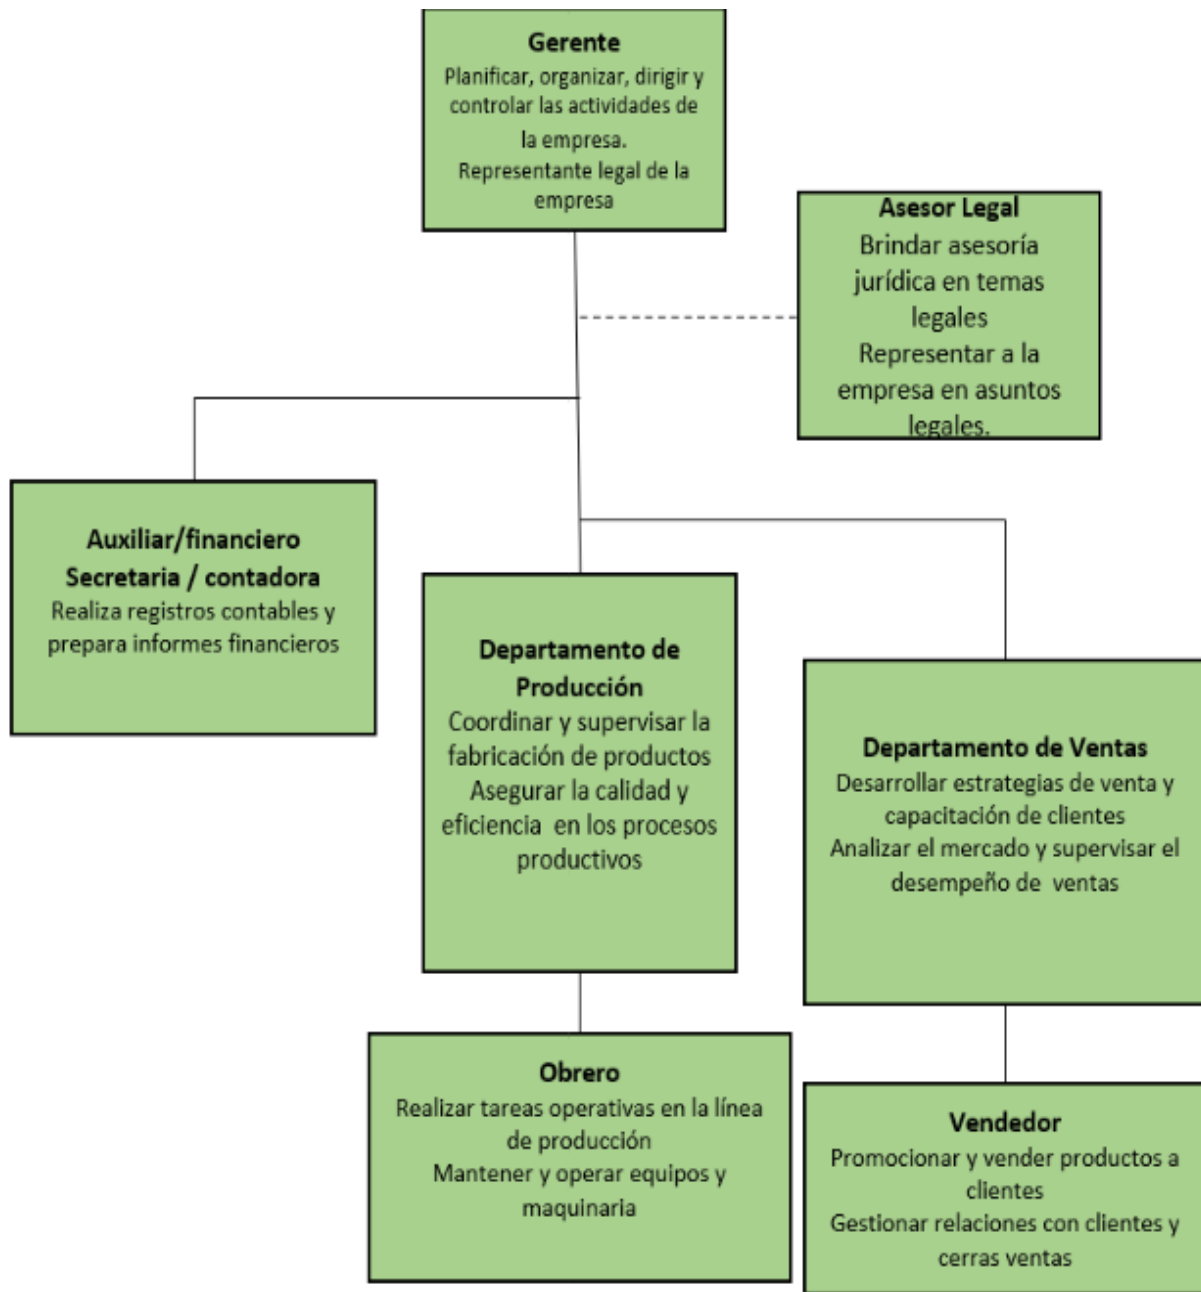 Gerente
Planificar, organizar, dirigir y
controlar las actividades de
la empresa.
Representante legal de la
empresa
Asesor Legal
Brindar asesoría
jurídica en temas
legales
Representar a la
empresa en asuntos
legales.
Auxiliar/financiero
Secretaria / contadora
Realiza registros contables y
prepara informes financieros
Departamento de
Producción
Coordinar y supervisar la
fabricación de productos
Asegurar la calidad y
eficiencia en los procesos
productivos
Departamento de Ventas
Desarrollar estrategias de venta y
capacitación de clientes
Analizar el mercado y supervisar el
desempeño de ventas
Obrero
Realizar tareas operativas en la línea
de producción
Mantener y operar equipos y
maquinaria
Vendedor
Promocionar y vender productos a
clientes
Gestionar relaciones con clientes y
cerras ventas